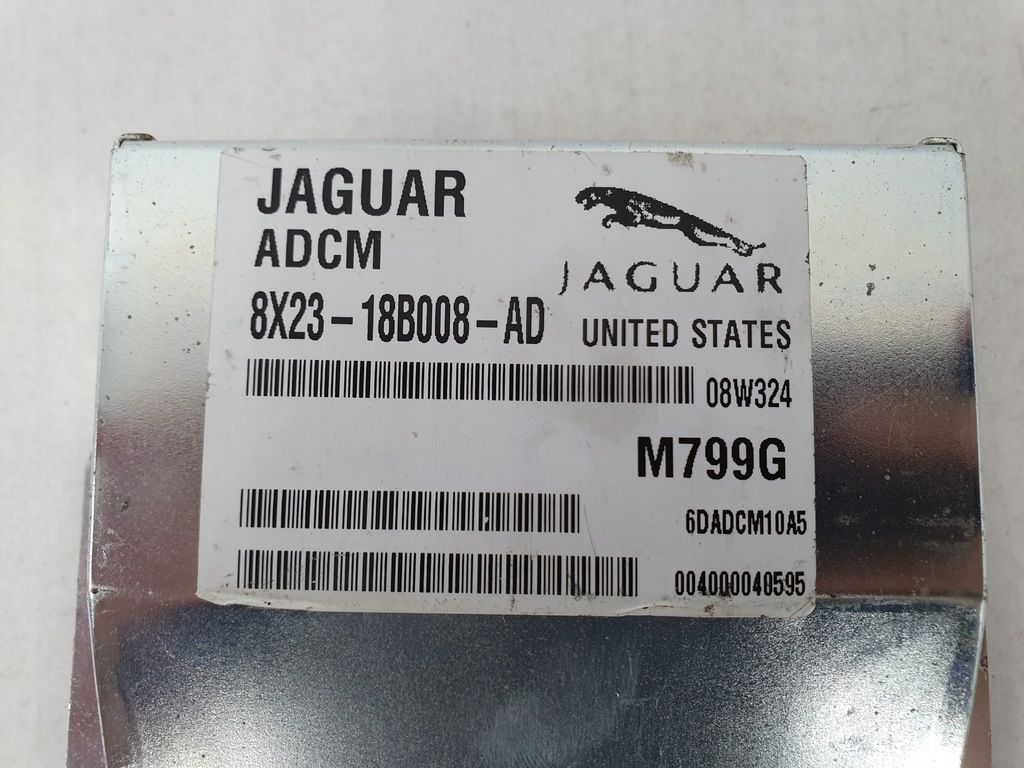 JAGUAR
ADCM
JAGUAR
8X23-18B008-AD
UNITED STATES
08W324
M799G
6DADCM10A5
004000040595